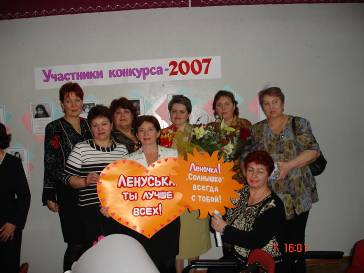 Участники конкурса-2007
ЛЕНУСЬКА,
ТЫ ЛУЧШЕ
ВСЕХ!
ЛЕНОЧКА!
"СОЛНЫШКО"
ВСЕГДА
С ТОБОЙ!
16:01